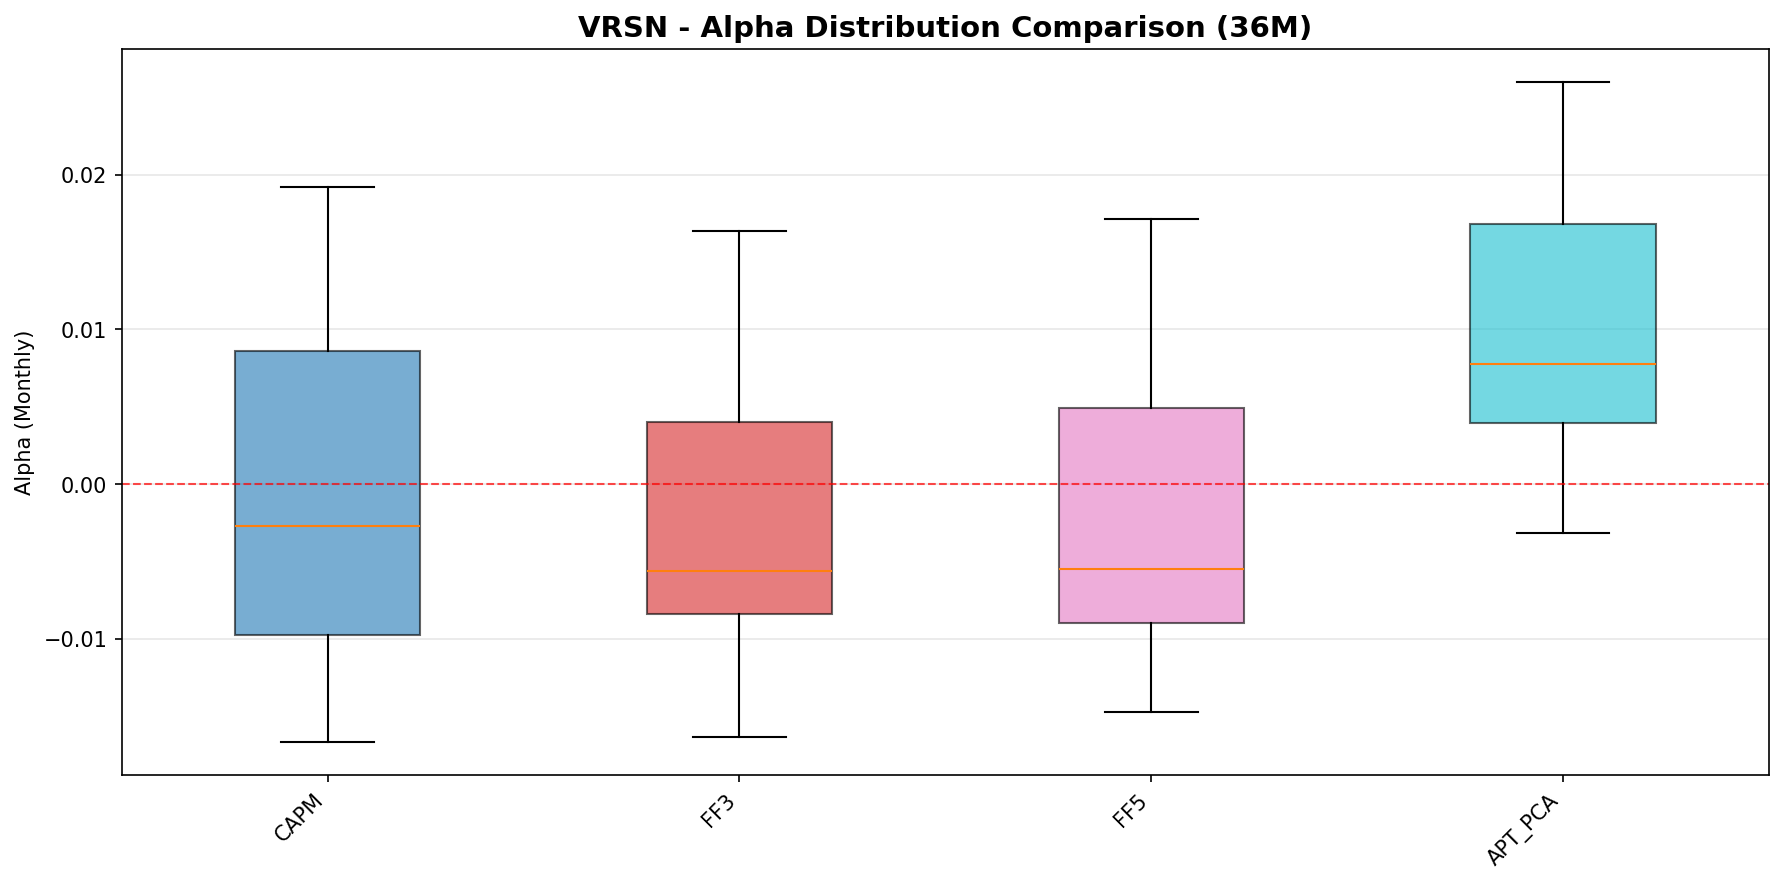 VRSN - Alpha Distribution Comparison (36M)
Alpha (Monthly)
0.02
0.01
0.00
−0.01
CAPM
FF3
FF5
APT_PCA